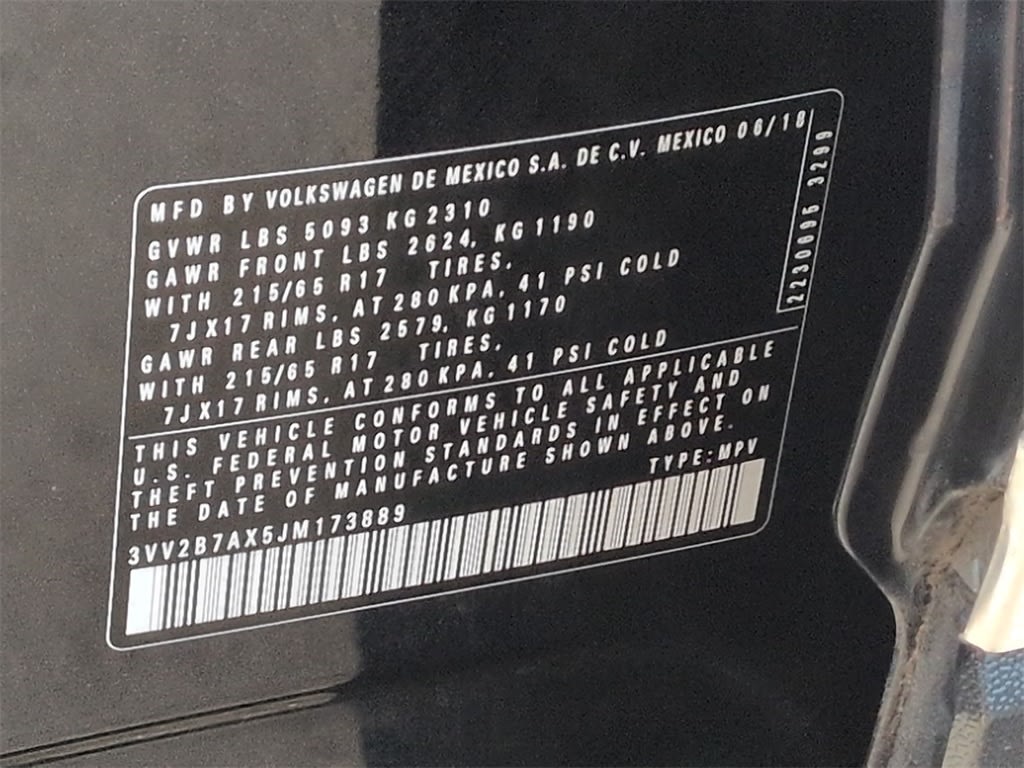 MFD BY VOLKSWAGEN DE MEXICO S.A. DE C.V. MEXICO 06/18
GVWR LBS 5093 KG 2310
GAWR FRONT LBS 2624, KG 1190
WITH 215/65 R17 TIRES,
7JX17 RIMS, AT 280 KPA, 41 PSI COLD
GAWR REAR LBS 2579, KG 1170
WITH 215/65 R17 TIRES,
7JX17 RIMS, AT 280 KPA, 41 PSI COLD
THIS VEHICLE CONFORMS TO ALL APPLICABLE
U.S. FEDERAL MOTOR VEHICLE SAFETY AND
THEFT PREVENTION STANDARDS IN EFFECT ON
THE DATE OF MANUFACTURE SHOWN ABOVE.
TYPE:MPV
3VV2B7AX5JM173889
2230695 3299